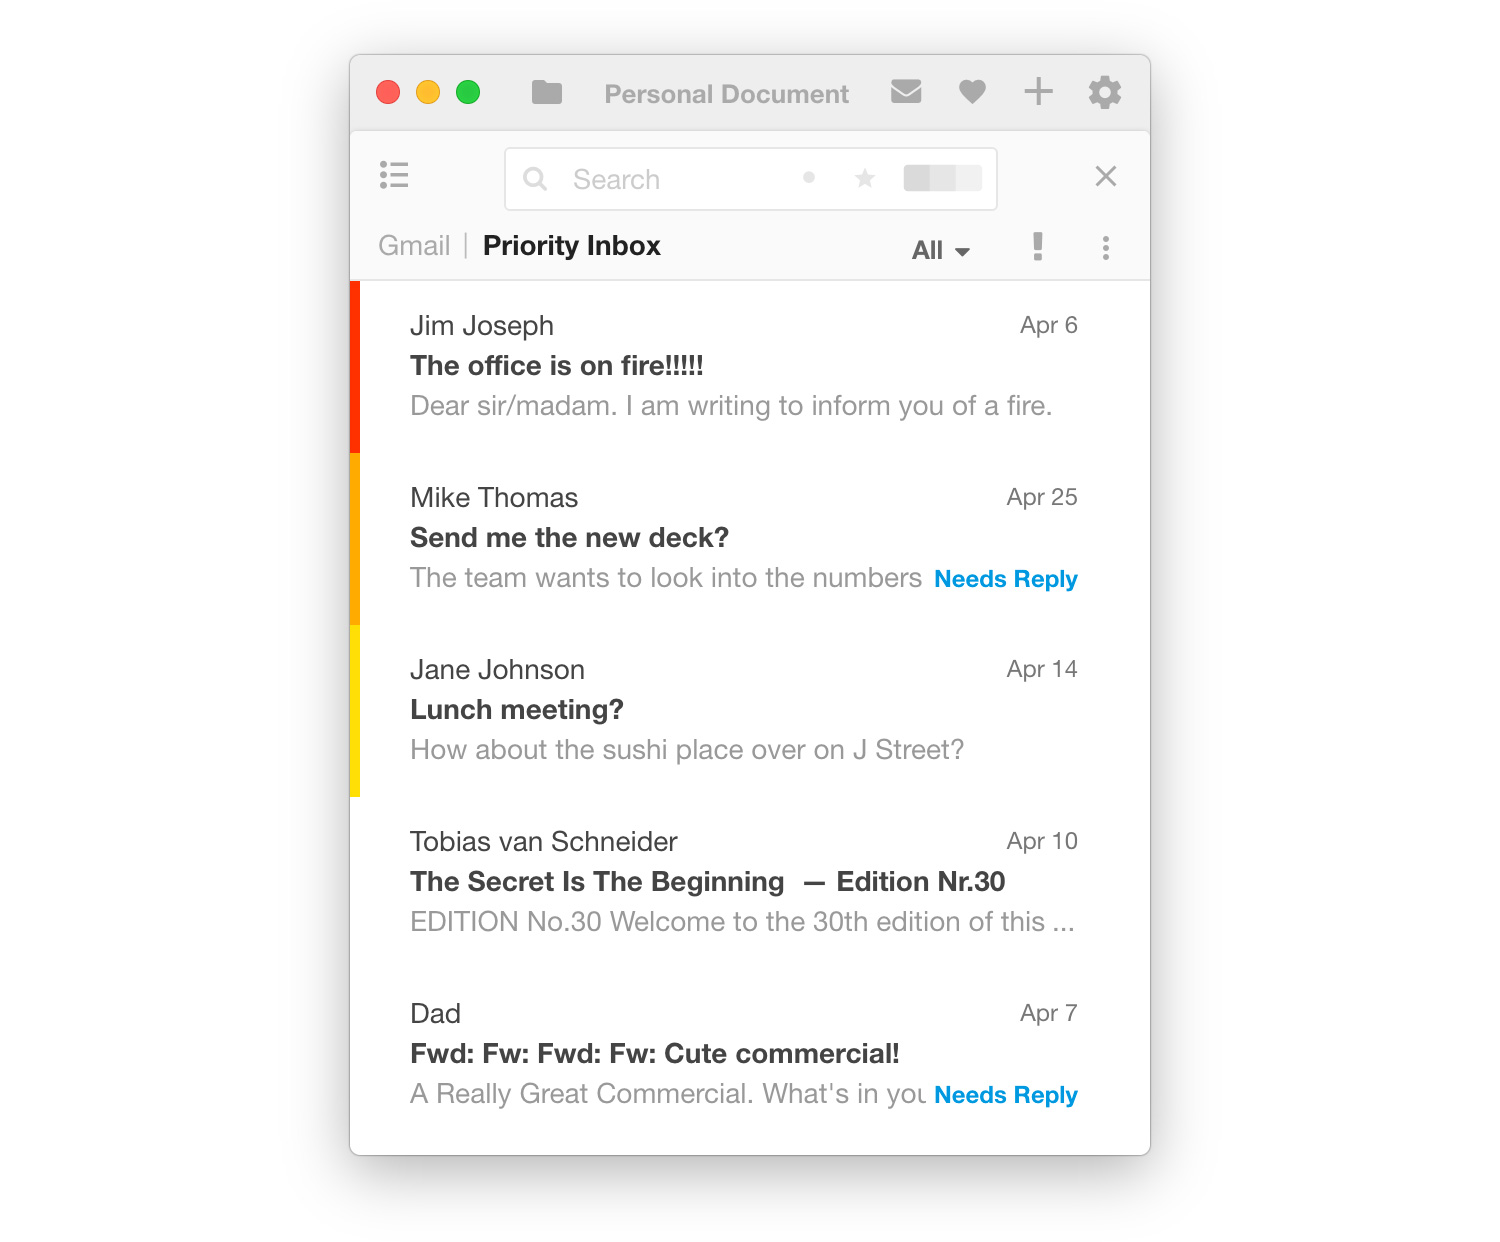 Personal Document
Search
Gmail | Priority Inbox All
Jim Joseph Apr 6
The office is on fire!!!!!
Dear sir/madam. I am writing to inform you of a fire.
Mike Thomas Apr 25
Send me the new deck?
The team wants to look into the numbers Needs Reply
Jane Johnson Apr 14
Lunch meeting?
How about the sushi place over on J Street?
Tobias van Schneider Apr 10
The Secret Is The Beginning — Edition Nr.30
EDITION No.30 Welcome to the 30th edition of this ...
Dad Apr 7
Fwd: Fw: Fwd: Fw: Cute commercial!
A Really Great Commercial. What's in you Needs Reply